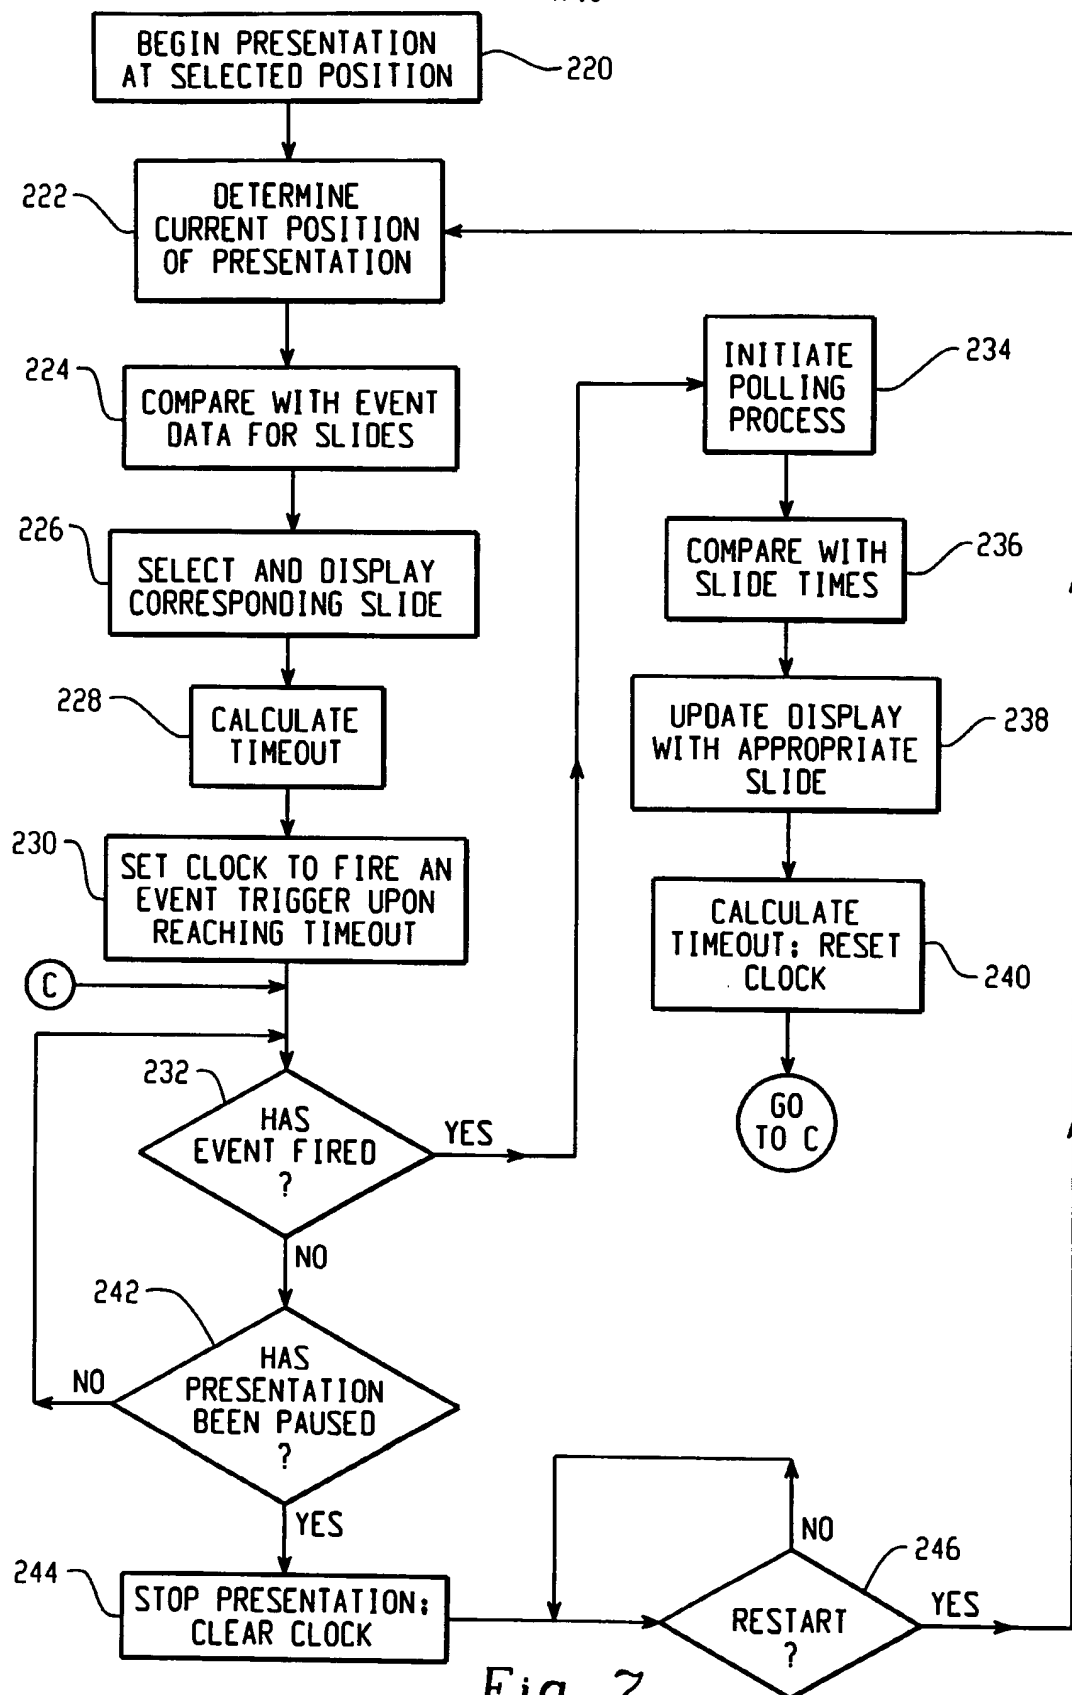 BEGIN PRESENTATION
AT SELECTED POSITION
220
222
DETERMINE
CURRENT POSITION
OF PRESENTATION
224
COMPARE WITH EVENT
DATA FOR SLIDES
226
SELECT AND DISPLAY
CORRESPONDING SLIDE
228
CALCULATE
TIMEOUT
230
SET CLOCK TO FIRE AN
EVENT TRIGGER UPON
REACHING TIMEOUT
C
232
HAS
EVENT FIRED
?
YES
NO
234
INITIATE
POLLING
PROCESS
236
COMPARE WITH
SLIDE TIMES
238
UPDATE DISPLAY
WITH APPROPRIATE
SLIDE
240
CALCULATE
TIMEOUT; RESET
CLOCK
GO
TO C
242
HAS
PRESENTATION
BEEN PAUSED
?
NO
YES
244
STOP PRESENTATION;
CLEAR CLOCK
246
RESTART
?
NO
YES
Fig. 7